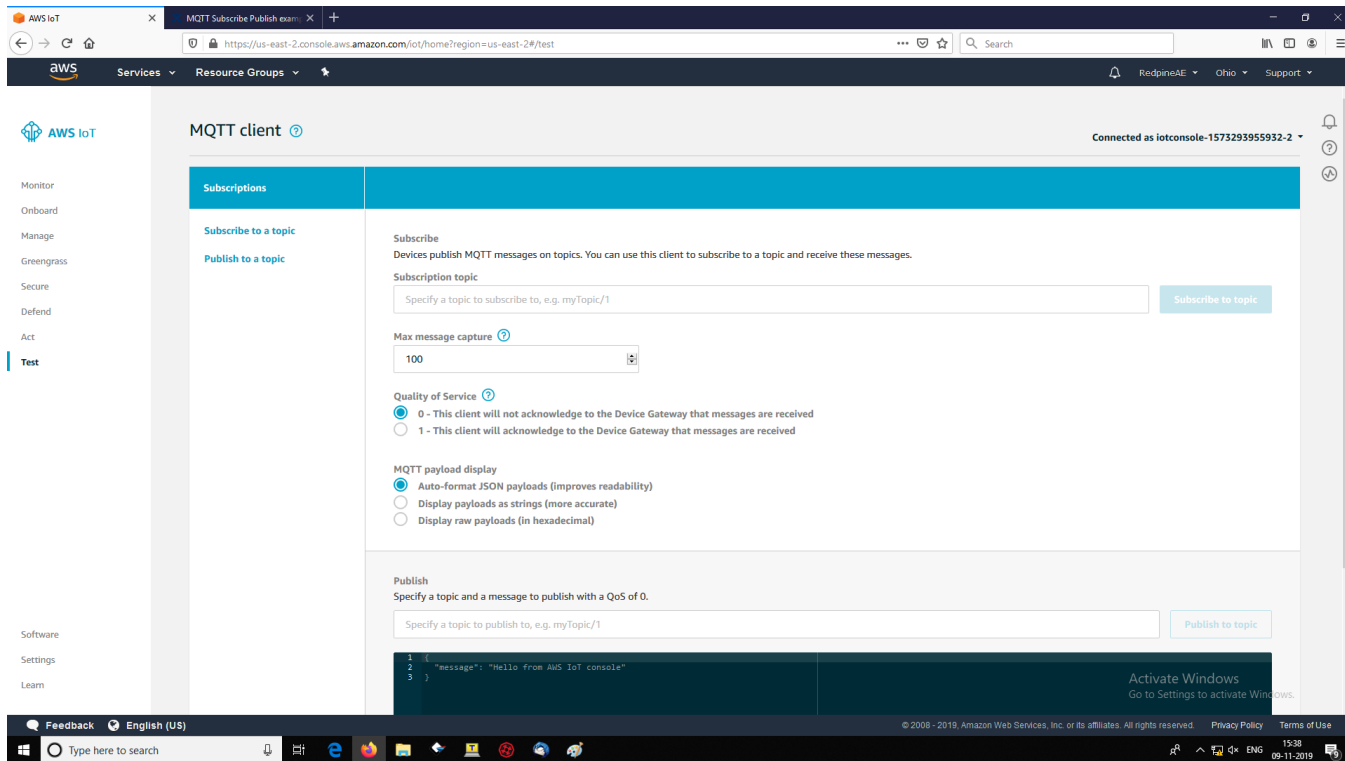 AWS IoT
MQTT Subscribe Publish examp
https://us-east-2.console.aws.amazon.com/iot/home?region=us-east-2#/test
Search
aws
Services
Resource Groups
RedpineAE
Ohio
Support
AWS IoT
MQTT client
Connected as iotconsole-1573293955932-2
Monitor
Onboard
Manage
Greengrass
Secure
Defend
Act
Test
Software
Settings
Learn
Subscriptions
Subscribe to a topic
Publish to a topic
Subscribe
Devices publish MQTT messages on topics. You can use this client to subscribe to a topic and receive these messages.
Subscription topic
Specify a topic to subscribe to, e.g. myTopic/1
Subscribe to topic
Max message capture
100
Quality of Service
0 - This client will not acknowledge to the Device Gateway that messages are received
1 - This client will acknowledge to the Device Gateway that messages are received
MQTT payload display
Auto-format JSON payloads (improves readability)
Display payloads as strings (more accurate)
Display raw payloads (in hexadecimal)
Publish
Specify a topic and a message to publish with a QoS of 0.
Specify a topic to publish to, e.g. myTopic/1
Publish to topic
1 {
2 "message": "Hello from AWS IoT console"
3 }
Activate Windows
Go to Settings to activate Windows.
Feedback
English (US)
© 2008 - 2019, Amazon Web Services, Inc. or its affiliates. All rights reserved.
Privacy Policy
Terms of Use
Type here to search
ENG
15:38
09-11-2019